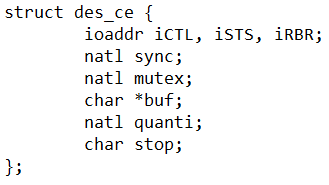 struct des_ce {
        ioaddr iCTL, iSTS, iRBR;
        natl sync;
        natl mutex;
        char *buf;
        natl quanti;
        char stop;
};